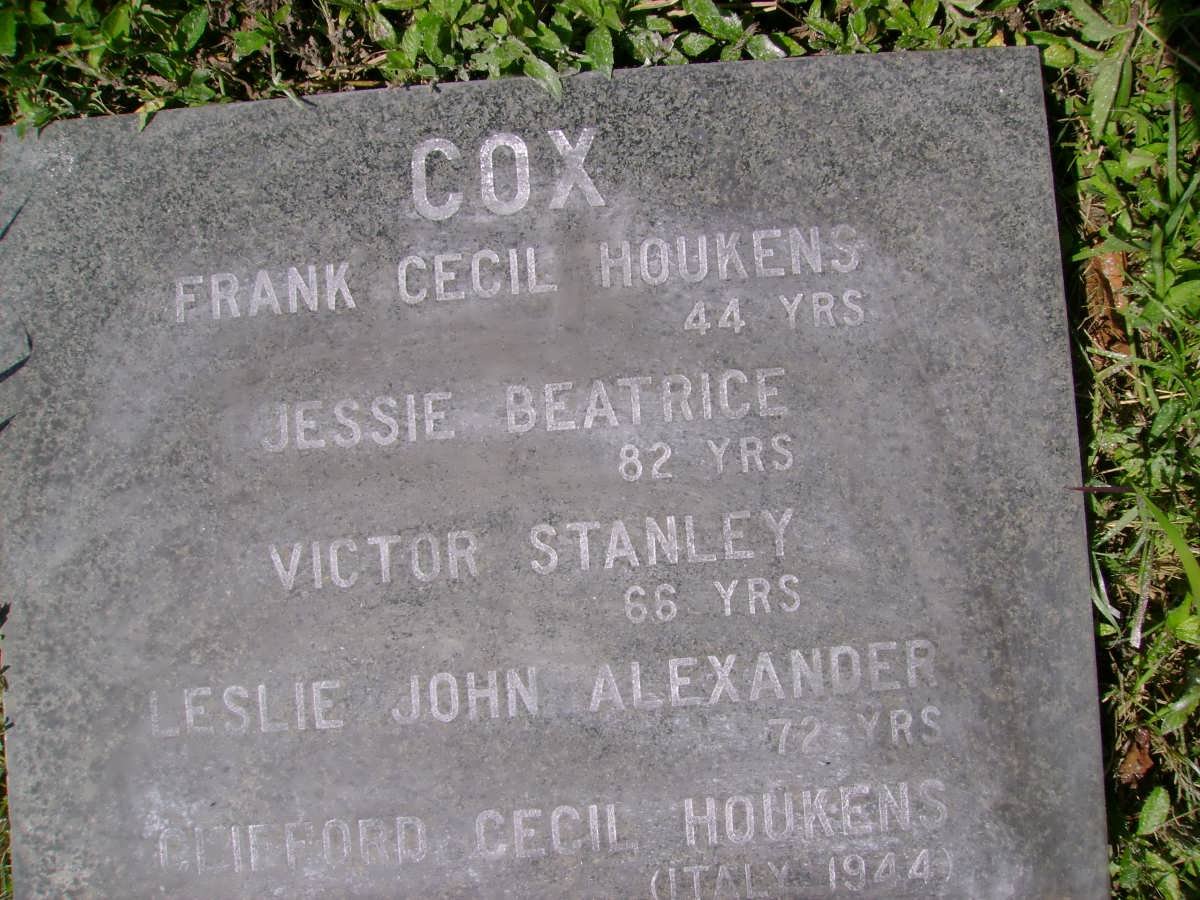 COX
FRANK CECIL HOUKENS
44 YRS
JESSIE BEATRICE
82 YRS
VICTOR STANLEY
66 YRS
LESLIE JOHN ALEXANDER
72 YRS
CLIFFORD CECIL HOUKENS
(ITALY 1944)